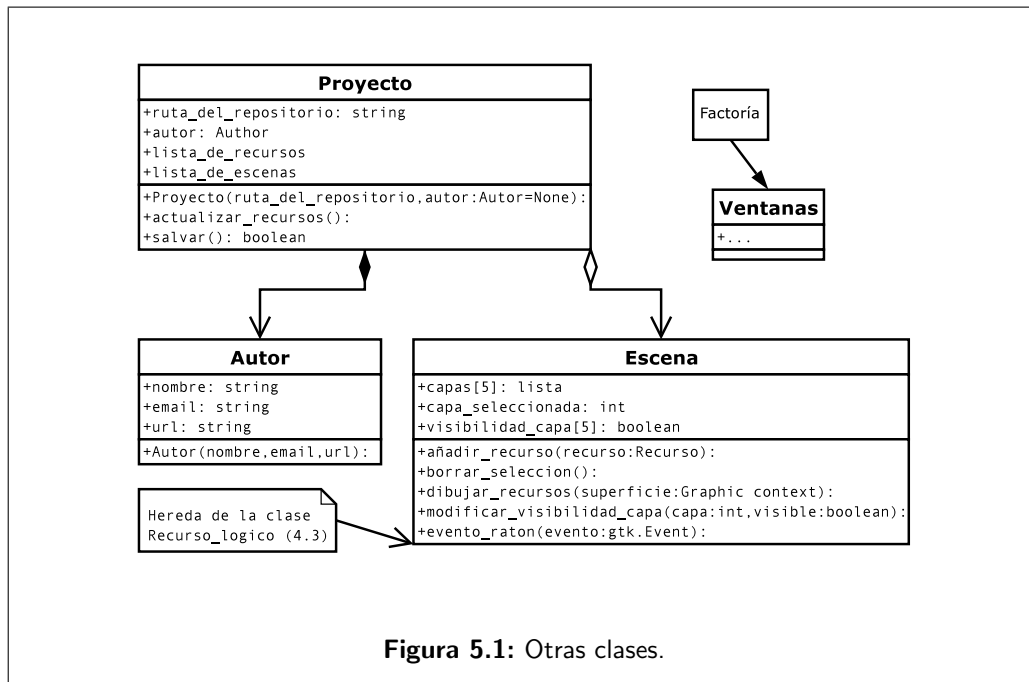 Proyecto
+ruta_del_repositorio: string
+autor: Author
+lista_de_recursos
+lista_de_escenas
+Proyecto(ruta_del_repositorio,autor:Autor=None):
+actualizar_recursos():
+salvar(): boolean
Factoría
Ventanas
+...
Autor
+nombre: string
+email: string
+url: string
+Autor(nombre,email,url):
Escena
+capas[5]: lista
+capa_seleccionada: int
+visibilidad_capa[5]: boolean
+añadir_recurso(recurso:Recurso):
+borrar_seleccion():
+dibujar_recursos(superficie:Graphic context):
+modificar_visibilidad_capa(capa:int,visible:boolean):
+evento_raton(evento:gtk.Event):
Hereda de la clase
Recurso_logico (4.3)
Figura 5.1: Otras clases.